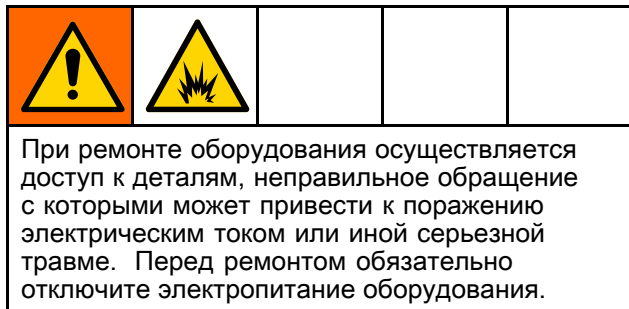 При ремонте оборудования осуществляется
доступ к деталям, неправильное обращение
с которыми может привести к поражению
электрическим током или иной серьезной
травме. Перед ремонтом обязательно
отключите электропитание оборудования.